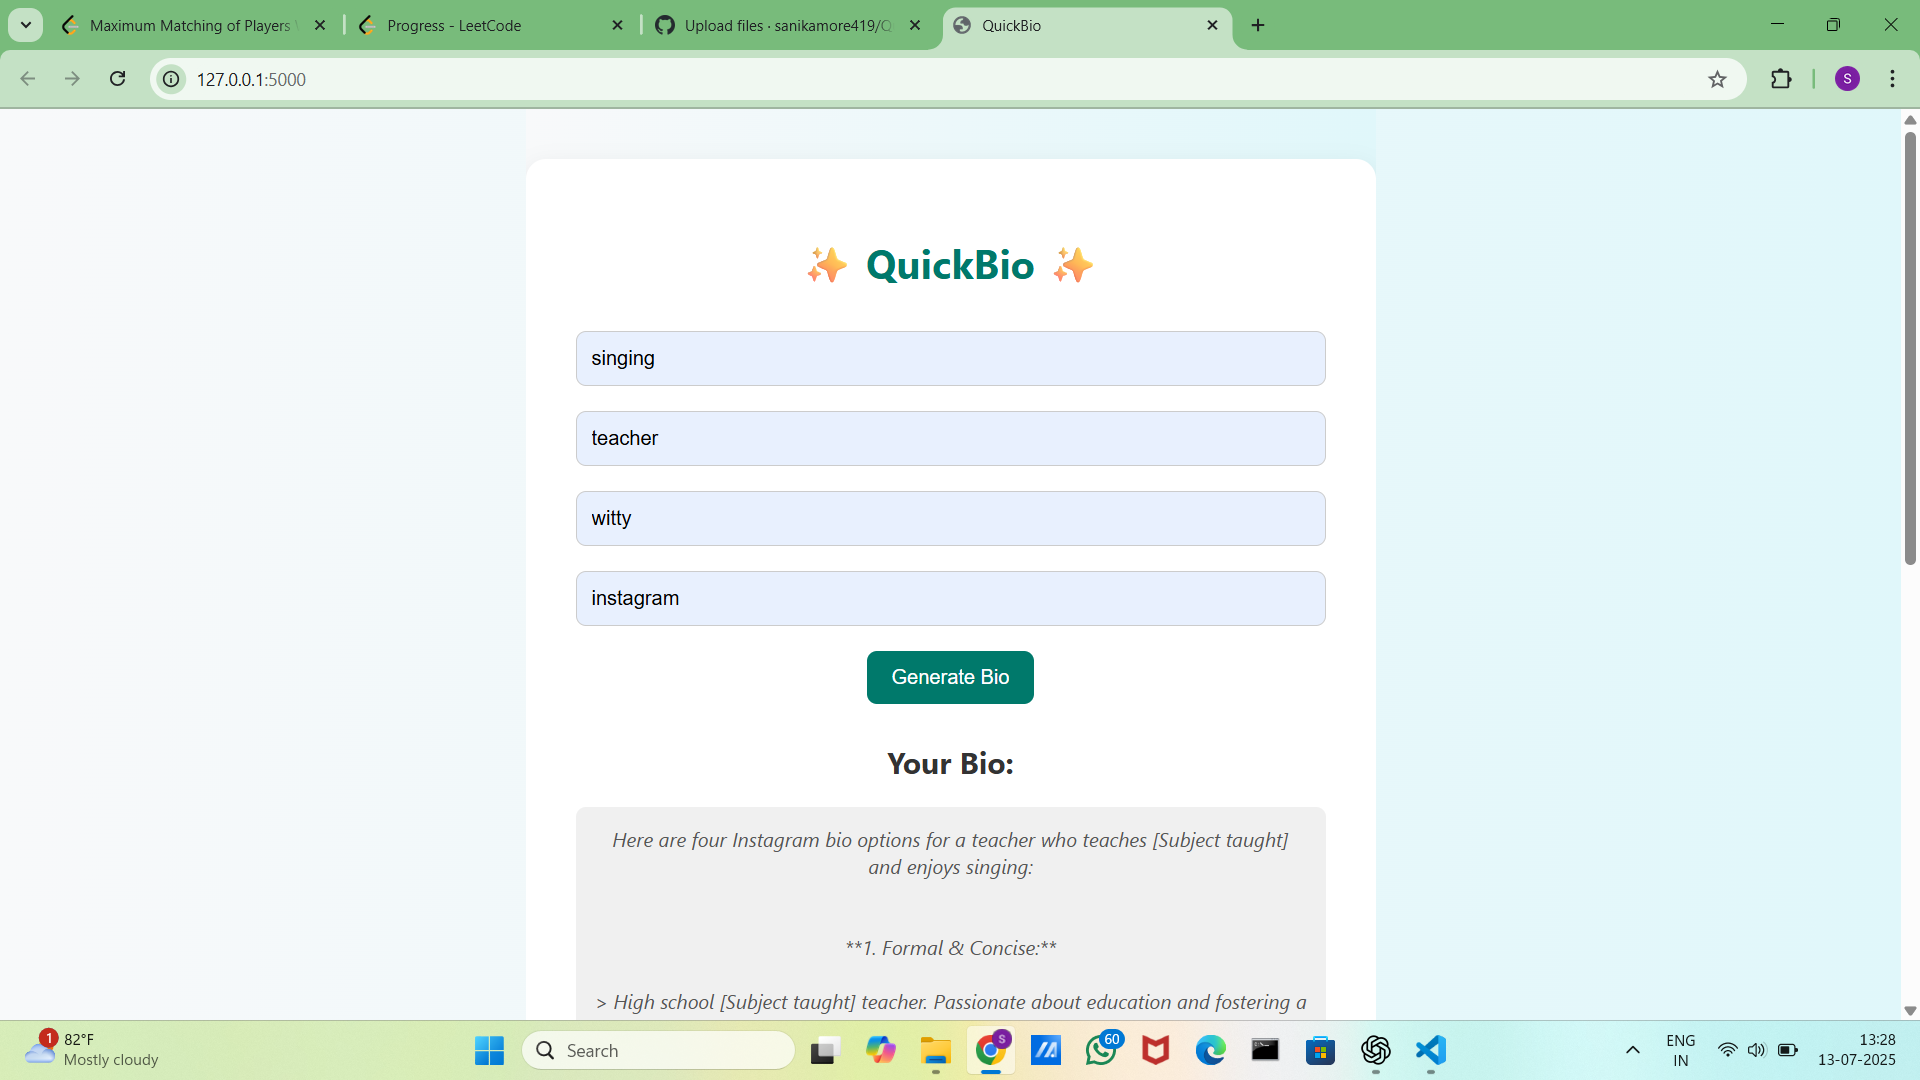 Maximum Matching of Players
Progress - LeetCode
Upload files · sanikamore419/Q
QuickBio
127.0.0.1:5000
S
✨ QuickBio ✨
singing
teacher
witty
instagram
Generate Bio
Your Bio:
Here are four Instagram bio options for a teacher who teaches [Subject taught]
and enjoys singing:
**1. Formal & Concise:**
> High school [Subject taught] teacher. Passionate about education and fostering a
1
82°F
Mostly cloudy
Search
S
60
ENG
IN
13:28
13-07-2025